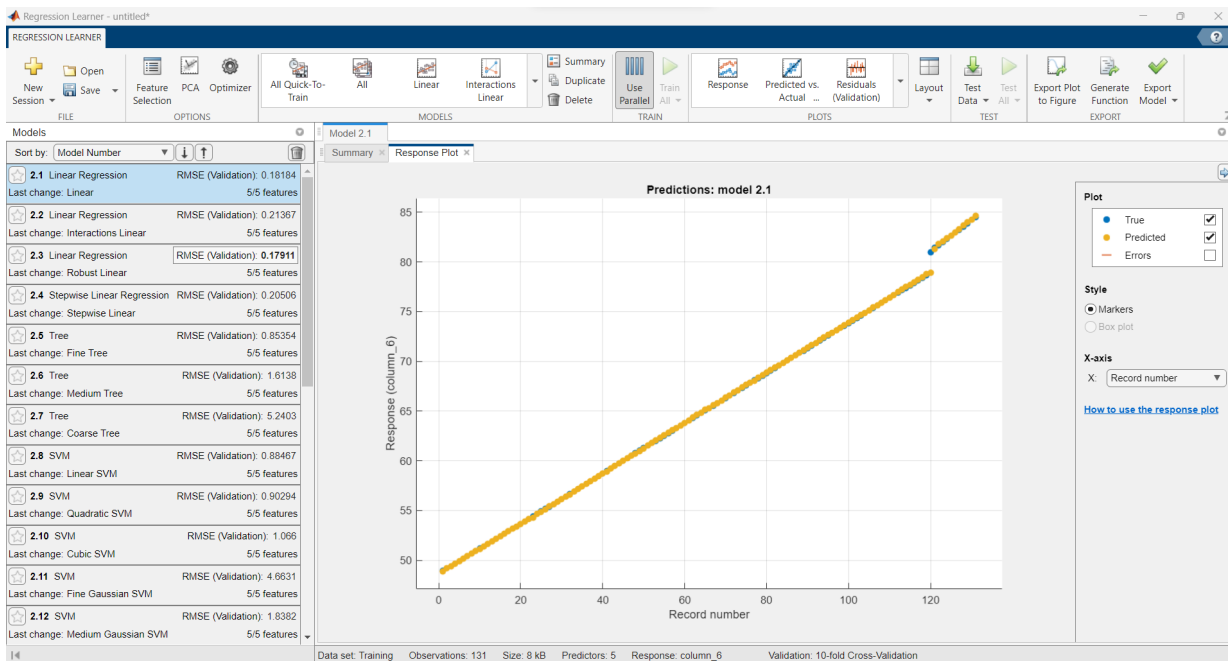 Regression Learner - untitled*
REGRESSION LEARNER
New Session
Open
Save
Feature Selection
PCA
Optimizer
All Quick-To-Train
All
Linear
Interactions Linear
Summary
Duplicate
Delete
Use Parallel
Train All
Response
Predicted vs. Actual ...
Residuals (Validation)
Layout
Test Data
Test All
Export Plot to Figure
Generate Function
Export Model
FILE
OPTIONS
MODELS
TRAIN
PLOTS
TEST
EXPORT
Models
Sort by: Model Number
2.1 Linear Regression RMSE (Validation): 0.18184
Last change: Linear 5/5 features
2.2 Linear Regression RMSE (Validation): 0.21367
Last change: Interactions Linear 5/5 features
2.3 Linear Regression RMSE (Validation): 0.17911
Last change: Robust Linear 5/5 features
2.4 Stepwise Linear Regression RMSE (Validation): 0.20506
Last change: Stepwise Linear 5/5 features
2.5 Tree RMSE (Validation): 0.85354
Last change: Fine Tree 5/5 features
2.6 Tree RMSE (Validation): 1.6138
Last change: Medium Tree 5/5 features
2.7 Tree RMSE (Validation): 5.2403
Last change: Coarse Tree 5/5 features
2.8 SVM RMSE (Validation): 0.88467
Last change: Linear SVM 5/5 features
2.9 SVM RMSE (Validation): 0.90294
Last change: Quadratic SVM 5/5 features
2.10 SVM RMSE (Validation): 1.066
Last change: Cubic SVM 5/5 features
2.11 SVM RMSE (Validation): 4.6631
Last change: Fine Gaussian SVM 5/5 features
2.12 SVM RMSE (Validation): 1.8382
Last change: Medium Gaussian SVM 5/5 features
Model 2.1
Summary
Response Plot
Predictions: model 2.1
Response (column_6)
85
80
75
70
65
60
55
50
0 20 40 60 80 100 120
Record number
Plot
True
Predicted
Errors
Style
Markers
Box plot
X-axis
X: Record number
How to use the response plot
Data set: Training Observations: 131 Size: 8 kB Predictors: 5 Response: column_6 Validation: 10-fold Cross-Validation